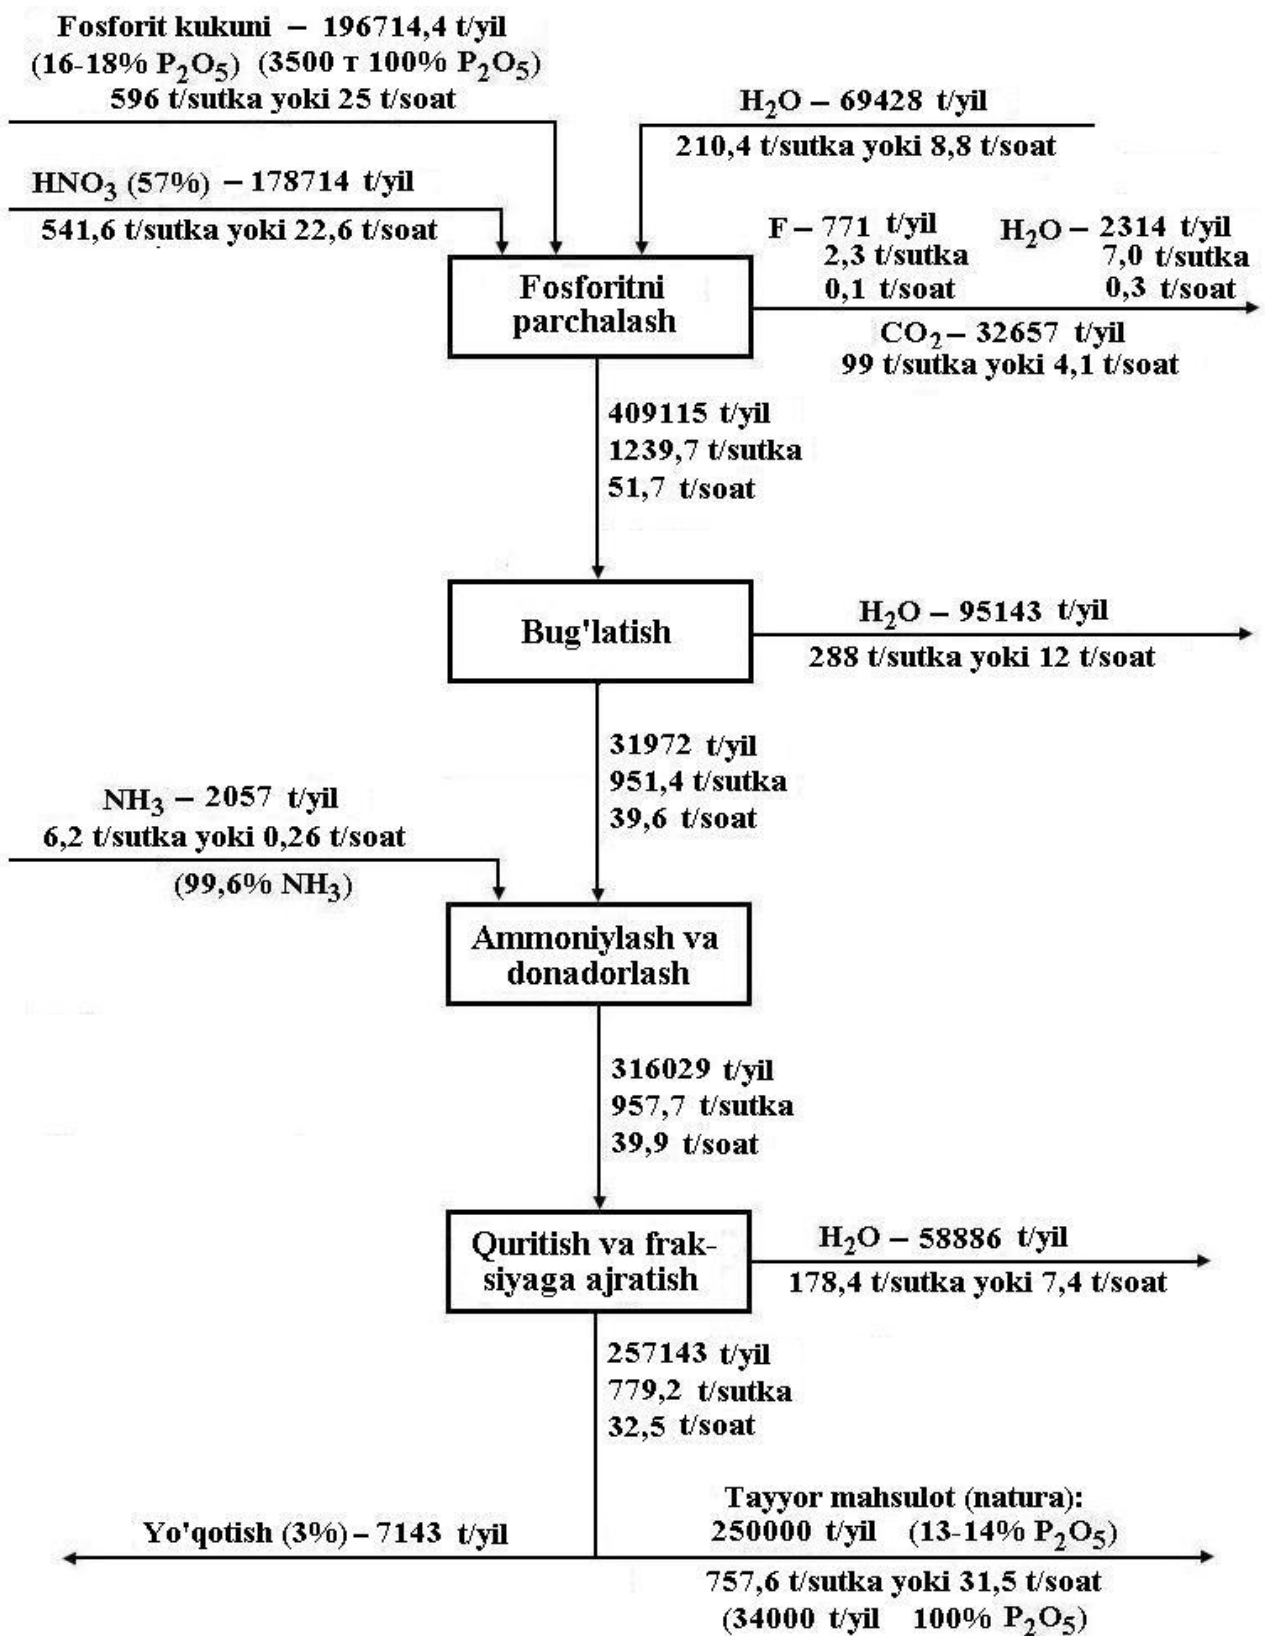 Fosforit kukuni – 196714,4 t/yil
(16-18% P₂O₅) (3500 т 100% P₂O₅)
596 t/sutka yoki 25 t/soat
H₂O – 69428 t/yil
210,4 t/sutka yoki 8,8 t/soat
HNO₃ (57%) – 178714 t/yil
541,6 t/sutka yoki 22,6 t/soat
F – 771 t/yil
2,3 t/sutka
0,1 t/soat
H₂O – 2314 t/yil
7,0 t/sutka
0,3 t/soat
Fosforitni
parchalash
CO₂ – 32657 t/yil
99 t/sutka yoki 4,1 t/soat
409115 t/yil
1239,7 t/sutka
51,7 t/soat
Bug'latish
H₂O – 95143 t/yil
288 t/sutka yoki 12 t/soat
31972 t/yil
951,4 t/sutka
39,6 t/soat
NH₃ – 2057 t/yil
6,2 t/sutka yoki 0,26 t/soat
(99,6% NH₃)
Ammoniylash va
donadorlash
316029 t/yil
957,7 t/sutka
39,9 t/soat
Quritish va frak-
siyaga ajratish
H₂O – 58886 t/yil
178,4 t/sutka yoki 7,4 t/soat
257143 t/yil
779,2 t/sutka
32,5 t/soat
Yo'qotish (3%) – 7143 t/yil
Tayyor mahsulot (natura):
250000 t/yil (13-14% P₂O₅)
757,6 t/sutka yoki 31,5 t/soat
(34000 t/yil 100% P₂O₅)